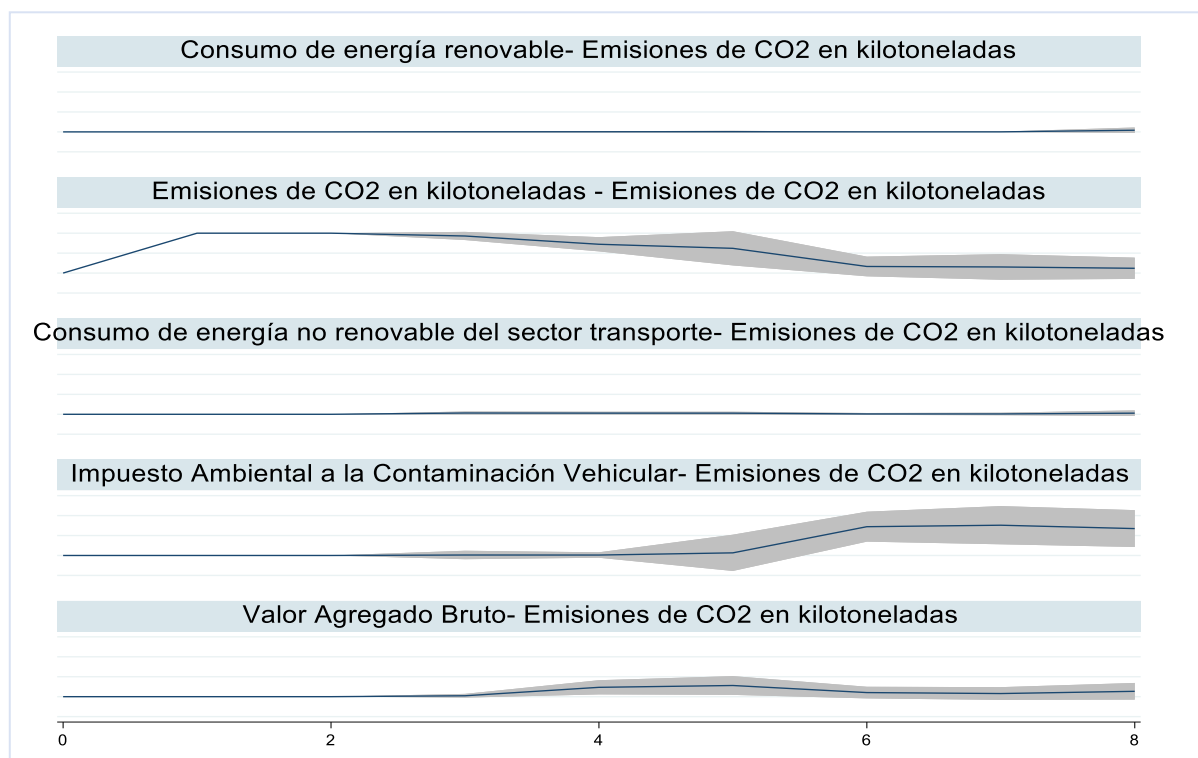 Consumo de energía renovable- Emisiones de CO2 en kilotoneladas
Emisiones de CO2 en kilotoneladas - Emisiones de CO2 en kilotoneladas
Consumo de energía no renovable del sector transporte- Emisiones de CO2 en kilotoneladas
Impuesto Ambiental a la Contaminación Vehicular- Emisiones de CO2 en kilotoneladas
Valor Agregado Bruto- Emisiones de CO2 en kilotoneladas
0 2 4 6 8